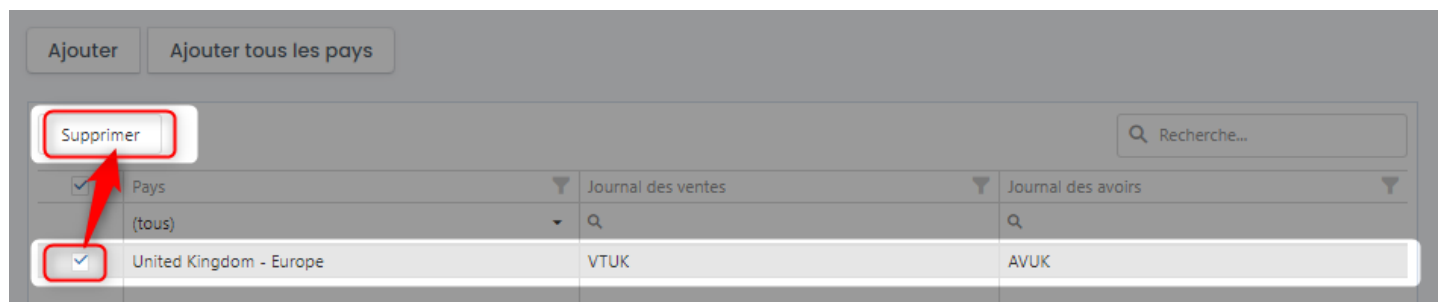 Ajouter Ajouter tous les pays
Supprimer Recherche...
Pays Journal des ventes Journal des avoirs
(tous)
United Kingdom - Europe VTUK AVUK